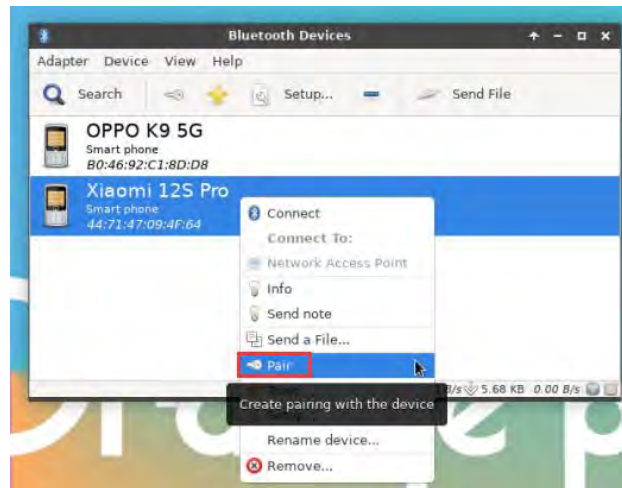 Bluetooth Devices
Adapter Device View Help
Search Setup... Send File
OPPO K9 5G
Smart phone
B0:46:92:C1:8D:D8
Xiaomi 12S Pro
Smart phone
44:71:47:09:4F:64
Connect
Connect To:
Network Access Point
Info
Send note
Send a File...
Pair
B/s 5.68 KB 0.00 B/s
Create pairing with the device
Rename device...
Remove...